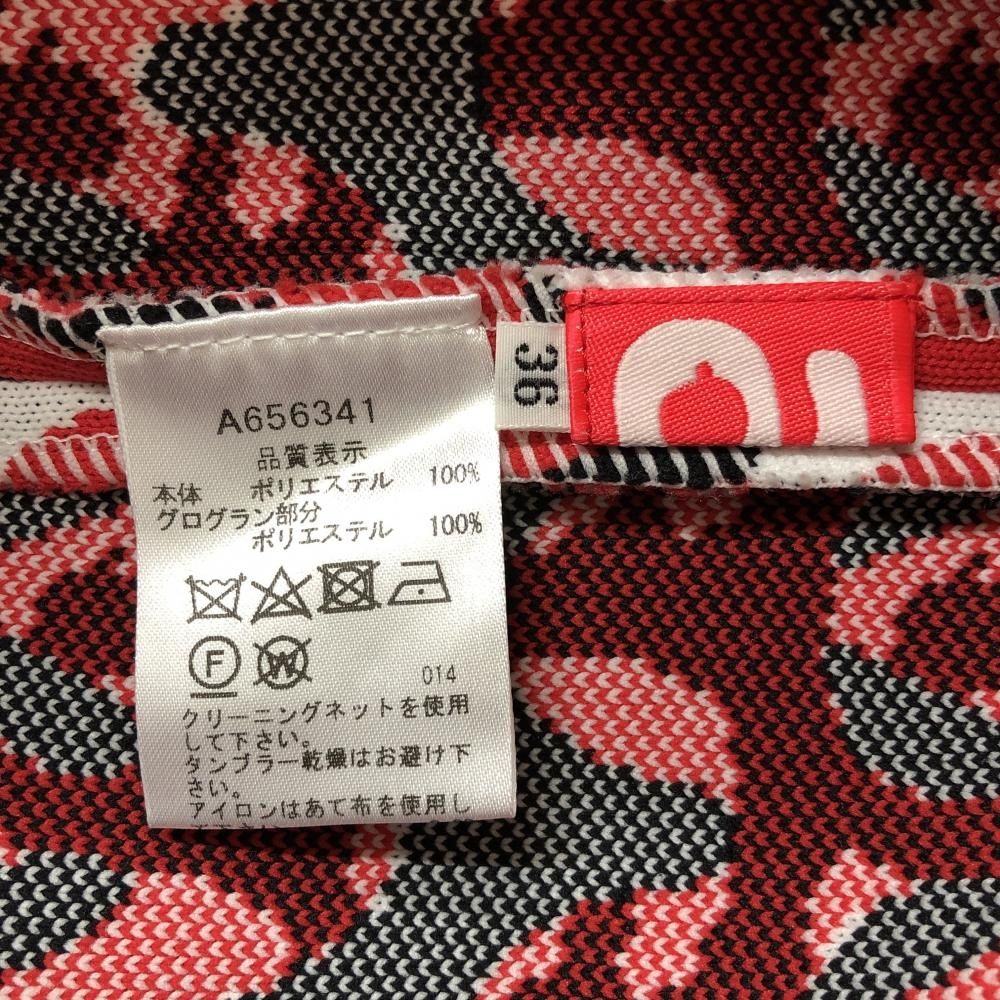 A656341
品質表示
本体 ポリエステル 100%
グログラン部分
ポリエステル 100%
F W
014
クリーニングネットを使用
して下さい。
タンブラー乾燥はお避け下
さい。
アイロンはあて布を使用し
36